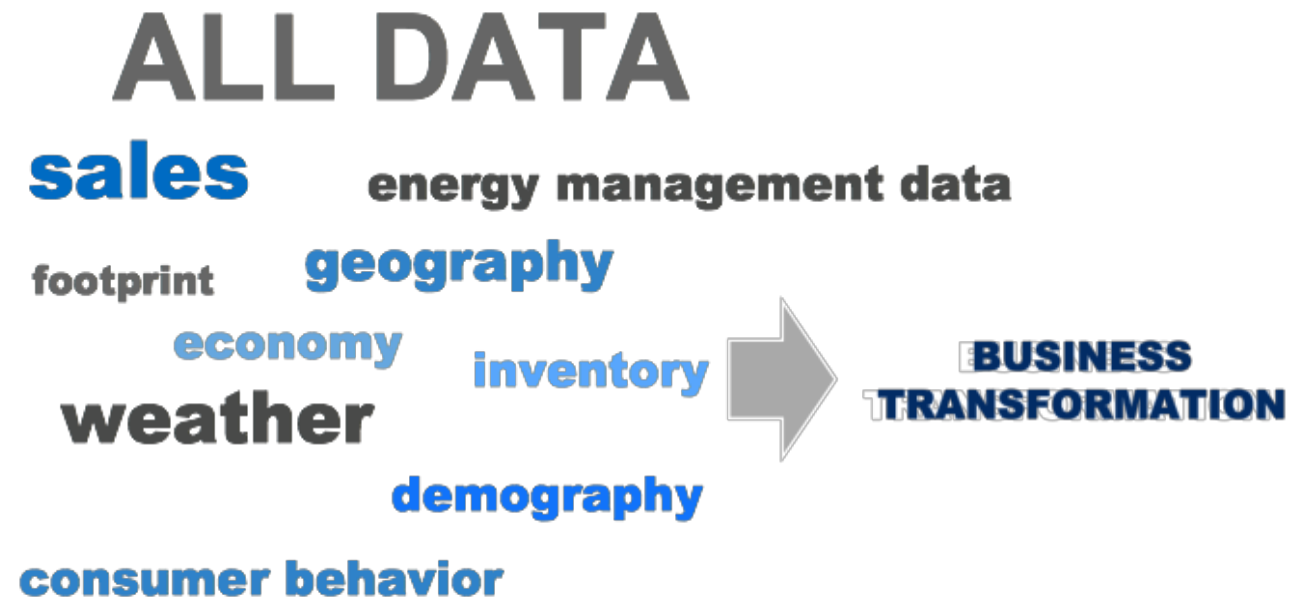 ALL DATA
sales
energy management data
geography
footprint
economy
inventory
weather
BUSINESS
TRANSFORMATION
demography
consumer behavior